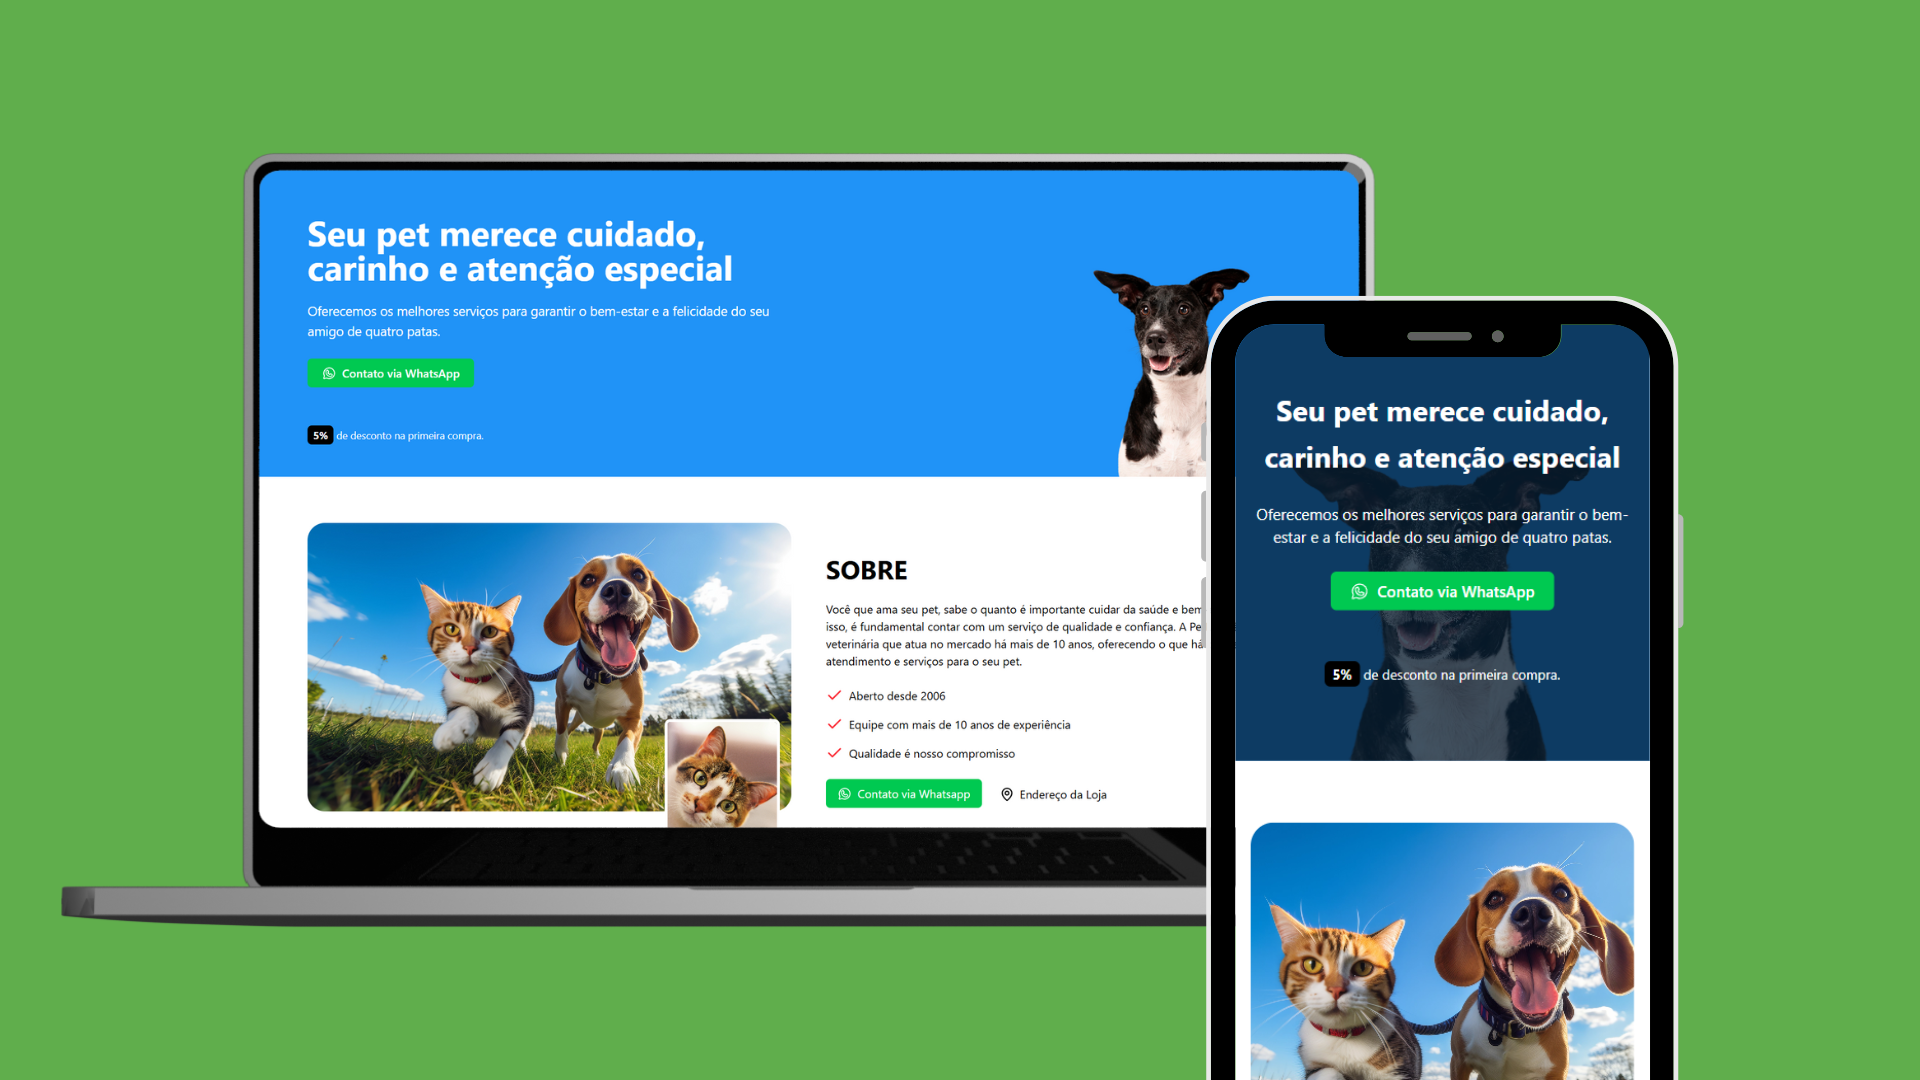 Seu pet merece cuidado,
carinho e atenção especial
Oferecemos os melhores serviços para garantir o bem-estar e a felicidade do seu
amigo de quatro patas.
Contato via WhatsApp
5% de desconto na primeira compra.
SOBRE
Você que ama seu pet, sabe o quanto é importante cuidar da saúde e bem
isso, é fundamental contar com um serviço de qualidade e confiança. A Pe
veterinária que atua no mercado há mais de 10 anos, oferecendo o que há
atendimento e serviços para o seu pet.
Aberto desde 2006
Equipe com mais de 10 anos de experiência
Qualidade é nosso compromisso
Contato via Whatsapp
Endereço da Loja
Seu pet merece cuidado,
carinho e atenção especial
Oferecemos os melhores serviços para garantir o bem-
estar e a felicidade do seu amigo de quatro patas.
Contato via WhatsApp
5% de desconto na primeira compra.